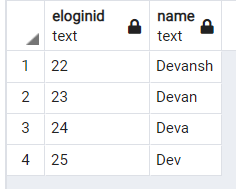 eloginid name
text text
1 22 Devansh
2 23 Devan
3 24 Deva
4 25 Dev